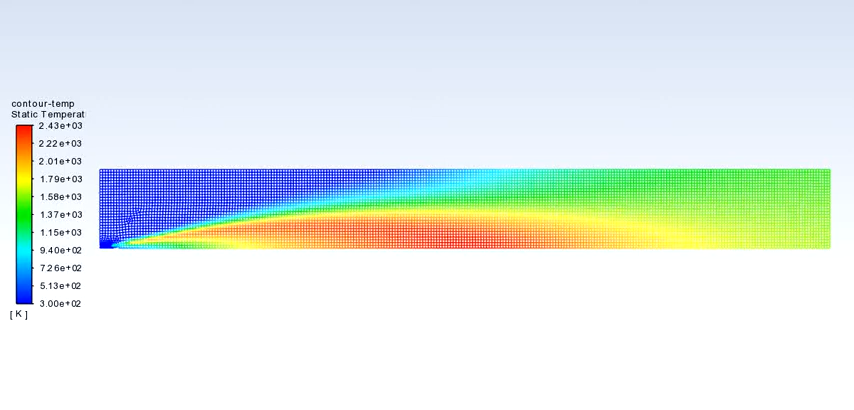 contour-temp
Static Temperat
2.43e+03
2.22e+03
2.01e+03
1.79e+03
1.58e+03
1.37e+03
1.15e+03
9.40e+02
7.26e+02
5.13e+02
3.00e+02
[ K ]